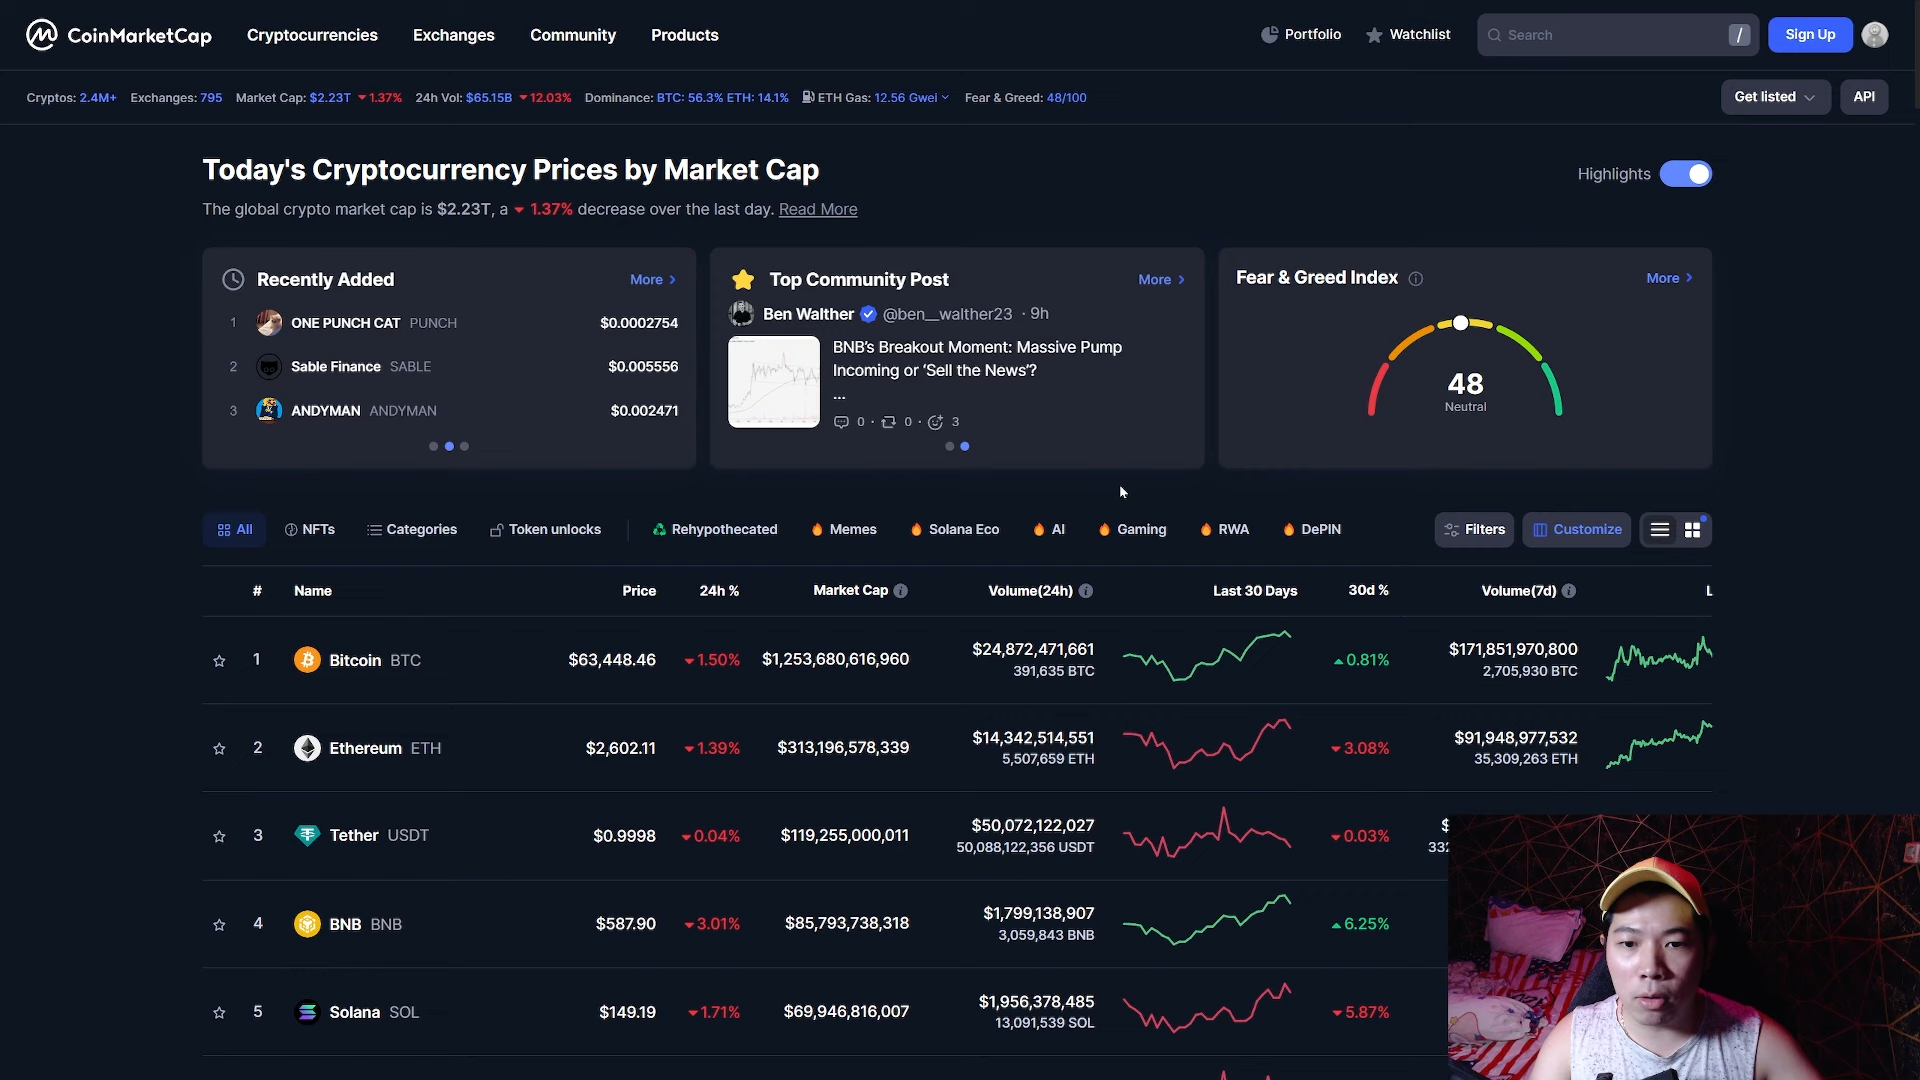 CoinMarketCap Cryptocurrencies Exchanges Community Products Portfolio Watchlist Search / Sign Up
Cryptos: 2.4M+ Exchanges: 795 Market Cap: $2.23T 1.37% 24h Vol: $65.15B 12.03% Dominance: BTC: 56.3% ETH: 14.1% ETH Gas: 12.56 Gwei Fear & Greed: 48/100 Get listed API
Today's Cryptocurrency Prices by Market Cap
Highlights
The global crypto market cap is $2.23T, a 1.37% decrease over the last day. Read More
Recently Added More
1 ONE PUNCH CAT PUNCH $0.0002754
2 Sable Finance SABLE $0.005556
3 ANDYMAN ANDYMAN $0.002471
Top Community Post More
Ben Walther @ben__walther23 · 9h
BNB's Breakout Moment: Massive Pump
Incoming or 'Sell the News'?
...
0 · 0 · 3
Fear & Greed Index More
48
Neutral
All NFTs Categories Token unlocks Rehypothecated Memes Solana Eco AI Gaming RWA DePIN Filters Customize
# Name Price 24h % Market Cap Volume(24h) Last 30 Days 30d % Volume(7d) L
1 Bitcoin BTC $63,448.46 1.50% $1,253,680,616,960 $24,872,471,661 0.81% $171,851,970,800
391,635 BTC 2,705,930 BTC
2 Ethereum ETH $2,602.11 1.39% $313,196,578,339 $14,342,514,551 3.08% $91,948,977,532
5,507,659 ETH 35,309,263 ETH
3 Tether USDT $0.9998 0.04% $119,255,000,011 $50,072,122,027 0.03% $
50,088,122,356 USDT 332
4 BNB BNB $587.90 3.01% $85,793,738,318 $1,799,138,907 6.25%
3,059,843 BNB
5 Solana SOL $149.19 1.71% $69,946,816,007 $1,956,378,485 5.87%
13,091,539 SOL